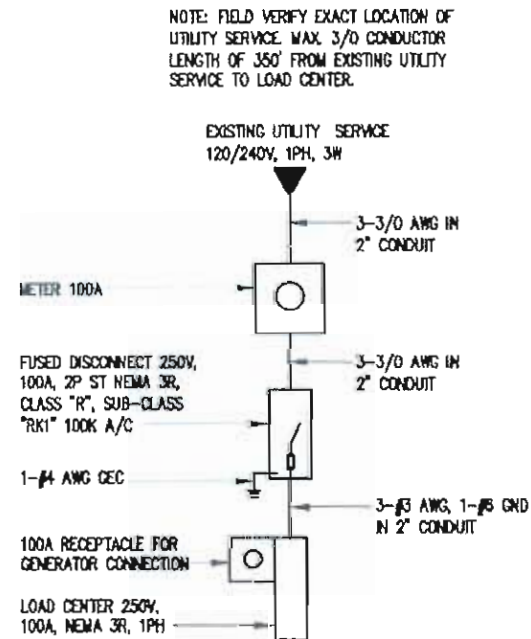 NOTE: FIELD VERIFY EXACT LOCATION OF
UTILITY SERVICE. MAX. 3/0 CONDUCTOR
LENGTH OF 350' FROM EXISTING UTILITY
SERVICE TO LOAD CENTER.
EXISTING UTILITY SERVICE
120/240V, 1PH, 3W
3-3/0 AWG IN
2" CONDUIT
METER 100A
FUSED DISCONNECT 250V,
100A, 2P ST NEMA 3R,
CLASS "R", SUB-CLASS
"RK1" 100K A/C
3-3/0 AWG IN
2" CONDUIT
1-#4 AWG GEC
3-#3 AWG, 1-#8 GND
IN 2" CONDUIT
100A RECEPTACLE FOR
GENERATOR CONNECTION
LOAD CENTER 250V,
100A, NEMA 3R, 1PH